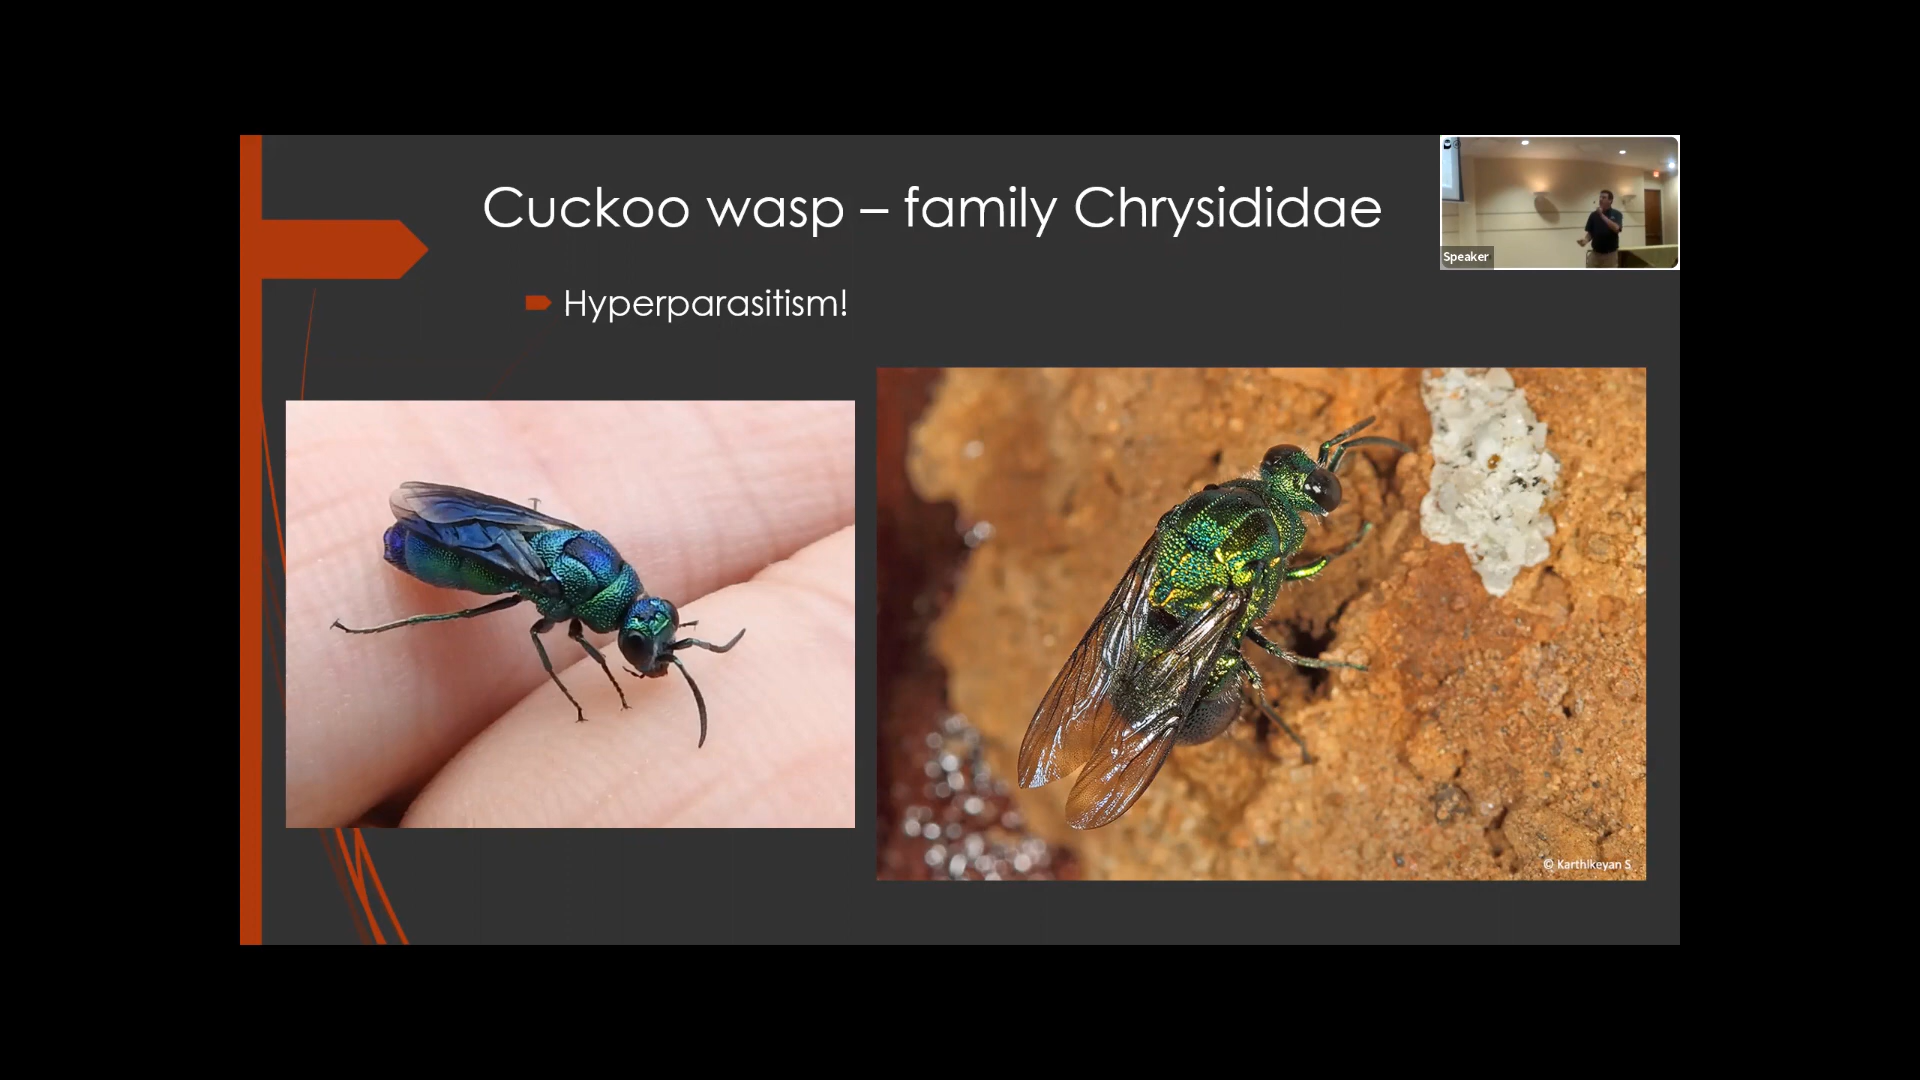 Cuckoo wasp – family Chrysididae
Speaker
Hyperparasitism!
© Karthikeyan S